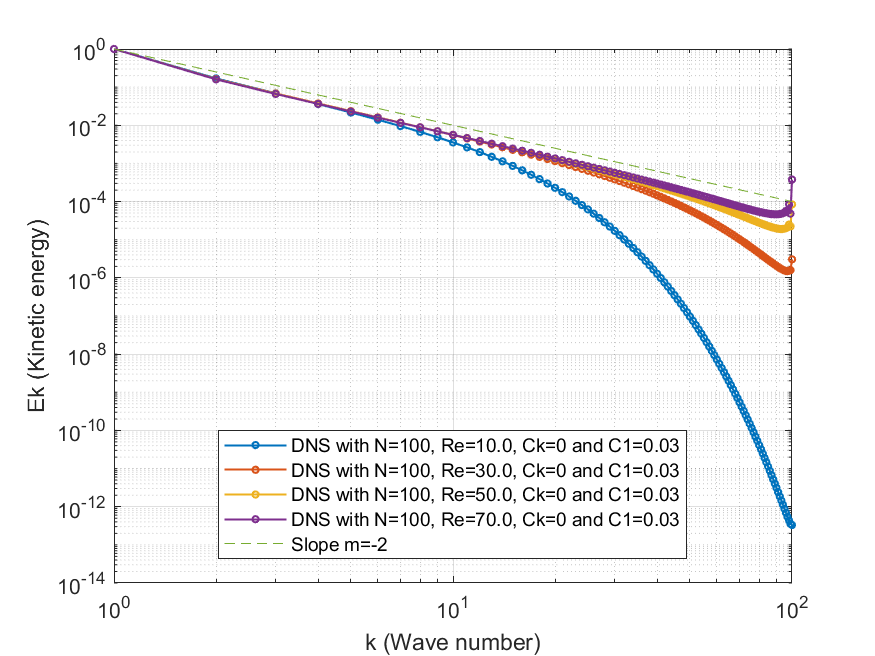 10^0
10^-2
10^-4
10^-6
10^-8
10^-10
10^-12
10^-14
Ek (Kinetic energy)
DNS with N=100, Re=10.0, Ck=0 and C1=0.03
DNS with N=100, Re=30.0, Ck=0 and C1=0.03
DNS with N=100, Re=50.0, Ck=0 and C1=0.03
DNS with N=100, Re=70.0, Ck=0 and C1=0.03
Slope m=-2
10^0 10^1 10^2
k (Wave number)